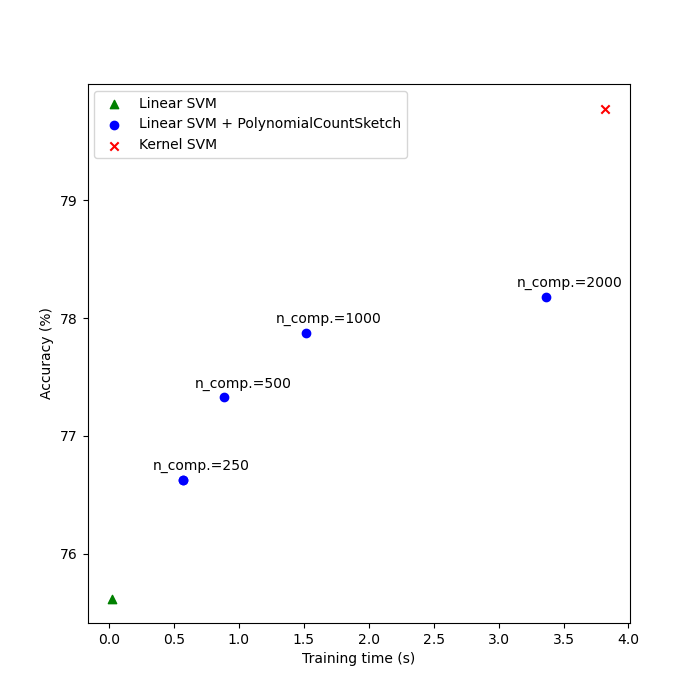 Linear SVM
Linear SVM + PolynomialCountSketch
Kernel SVM
79
n_comp.=2000
78
n_comp.=1000
n_comp.=500
77
n_comp.=250
76
Accuracy (%)
0.0 0.5 1.0 1.5 2.0 2.5 3.0 3.5 4.0
Training time (s)